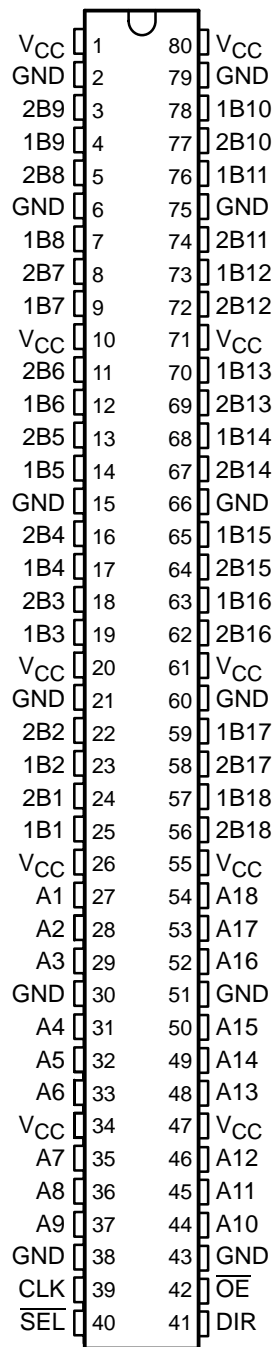 VCC 1 80 VCC
GND 2 79 GND
2B9 3 78 1B10
1B9 4 77 2B10
2B8 5 76 1B11
GND 6 75 GND
1B8 7 74 2B11
2B7 8 73 1B12
1B7 9 72 2B12
VCC 10 71 VCC
2B6 11 70 1B13
1B6 12 69 2B13
2B5 13 68 1B14
1B5 14 67 2B14
GND 15 66 GND
2B4 16 65 1B15
1B4 17 64 2B15
2B3 18 63 1B16
1B3 19 62 2B16
VCC 20 61 VCC
GND 21 60 GND
2B2 22 59 1B17
1B2 23 58 2B17
2B1 24 57 1B18
1B1 25 56 2B18
VCC 26 55 VCC
A1 27 54 A18
A2 28 53 A17
A3 29 52 A16
GND 30 51 GND
A4 31 50 A15
A5 32 49 A14
A6 33 48 A13
VCC 34 47 VCC
A7 35 46 A12
A8 36 45 A11
A9 37 44 A10
GND 38 43 GND
CLK 39 42 O̅E̅
S̅E̅L̅ 40 41 DIR